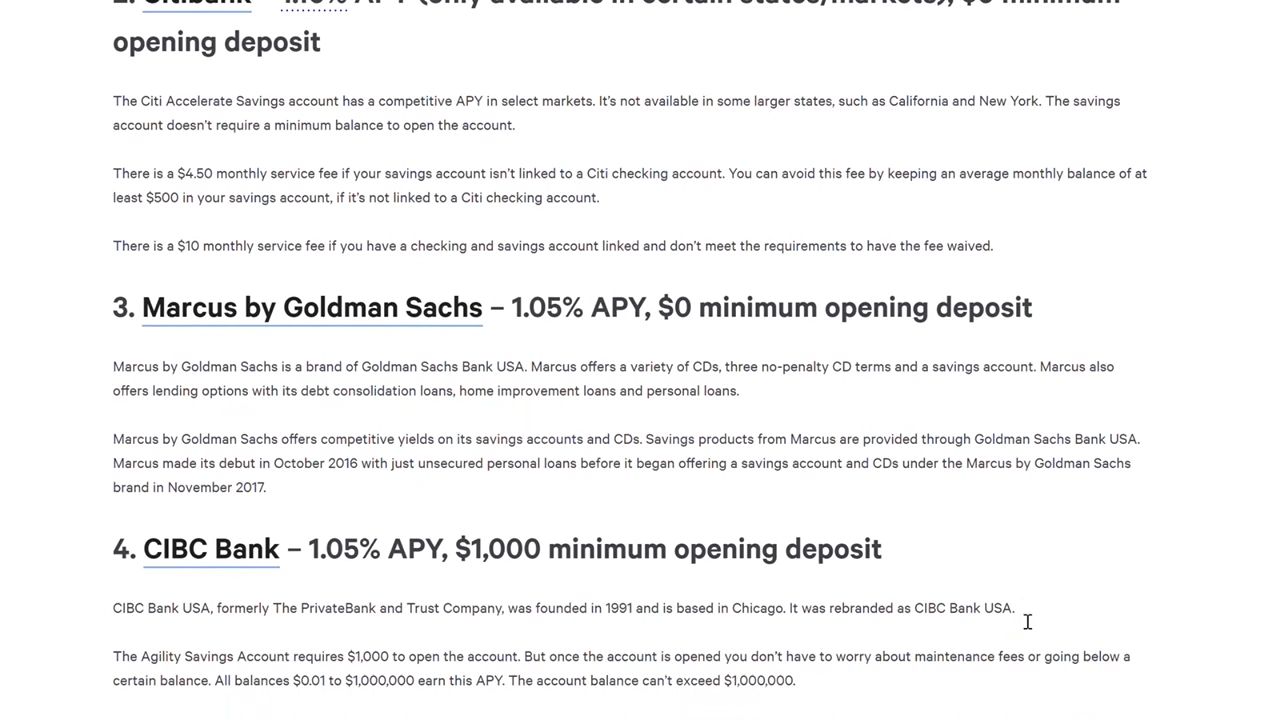 2. Citibank – 1.10% APY (only available in certain states/markets), $0 minimum
opening deposit
The Citi Accelerate Savings account has a competitive APY in select markets. It’s not available in some larger states, such as California and New York. The savings
account doesn’t require a minimum balance to open the account.
There is a $4.50 monthly service fee if your savings account isn’t linked to a Citi checking account. You can avoid this fee by keeping an average monthly balance of at
least $500 in your savings account, if it’s not linked to a Citi checking account.
There is a $10 monthly service fee if you have a checking and savings account linked and don’t meet the requirements to have the fee waived.
3. Marcus by Goldman Sachs – 1.05% APY, $0 minimum opening deposit
Marcus by Goldman Sachs is a brand of Goldman Sachs Bank USA. Marcus offers a variety of CDs, three no-penalty CD terms and a savings account. Marcus also
offers lending options with its debt consolidation loans, home improvement loans and personal loans.
Marcus by Goldman Sachs offers competitive yields on its savings accounts and CDs. Savings products from Marcus are provided through Goldman Sachs Bank USA.
Marcus made its debut in October 2016 with just unsecured personal loans before it began offering a savings account and CDs under the Marcus by Goldman Sachs
brand in November 2017.
4. CIBC Bank – 1.05% APY, $1,000 minimum opening deposit
CIBC Bank USA, formerly The PrivateBank and Trust Company, was founded in 1991 and is based in Chicago. It was rebranded as CIBC Bank USA.
The Agility Savings Account requires $1,000 to open the account. But once the account is opened you don’t have to worry about maintenance fees or going below a
certain balance. All balances $0.01 to $1,000,000 earn this APY. The account balance can’t exceed $1,000,000.